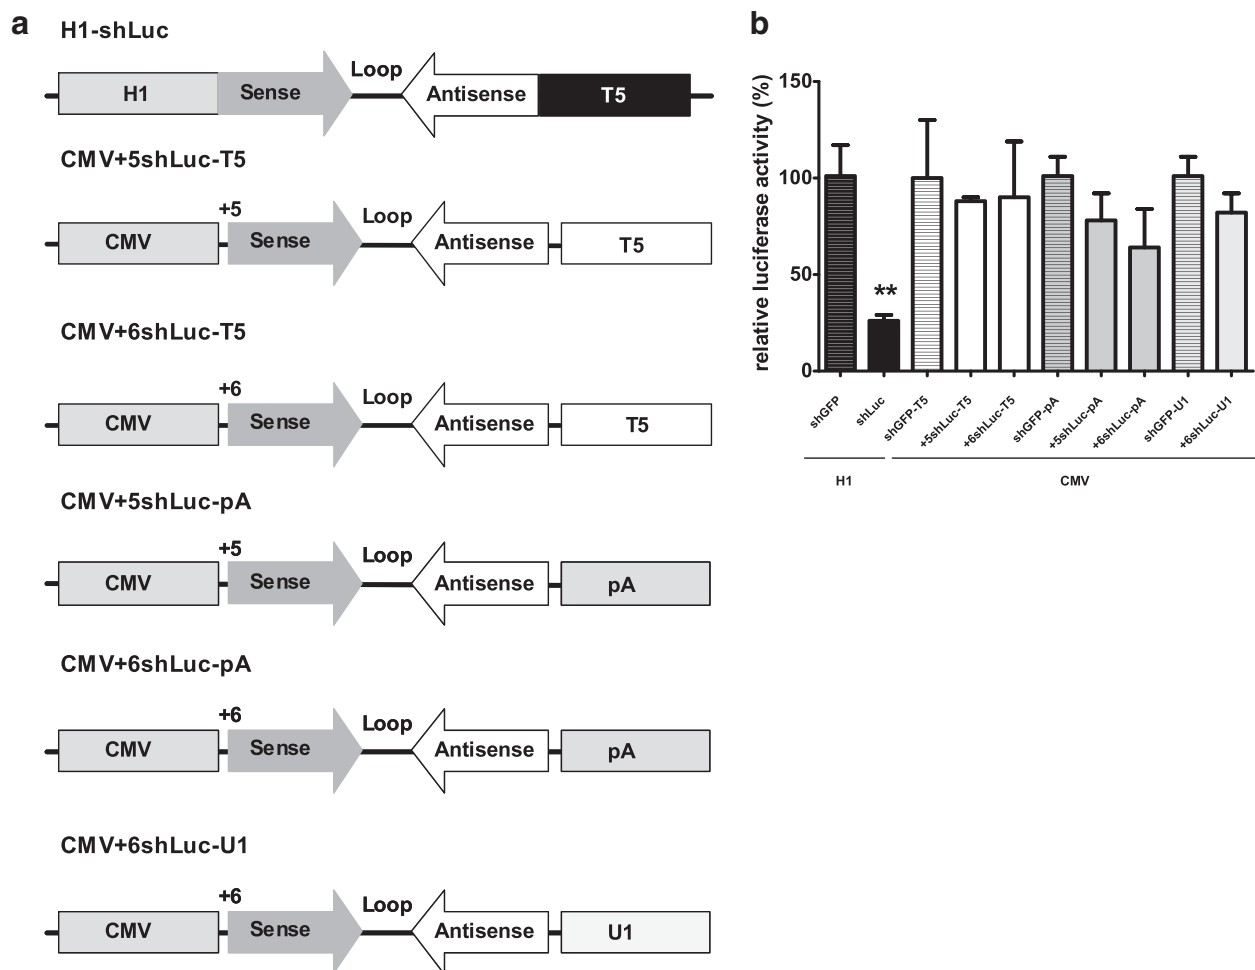 a
H1-shLuc
H1 Sense Loop Antisense T5
CMV+5shLuc-T5
CMV +5 Sense Loop Antisense T5
CMV+6shLuc-T5
CMV +6 Sense Loop Antisense T5
CMV+5shLuc-pA
CMV +5 Sense Loop Antisense pA
CMV+6shLuc-pA
CMV +6 Sense Loop Antisense pA
CMV+6shLuc-U1
CMV +6 Sense Loop Antisense U1
b
relative luciferase activity (%)
150
100
50
0
**
shGFP
shLuc
shGFP-T5
+5shLuc-T5
+6shLuc-T5
shGFP-pA
+5shLuc-pA
+6shLuc-pA
shGFP-U1
+6shLuc-U1
H1 CMV